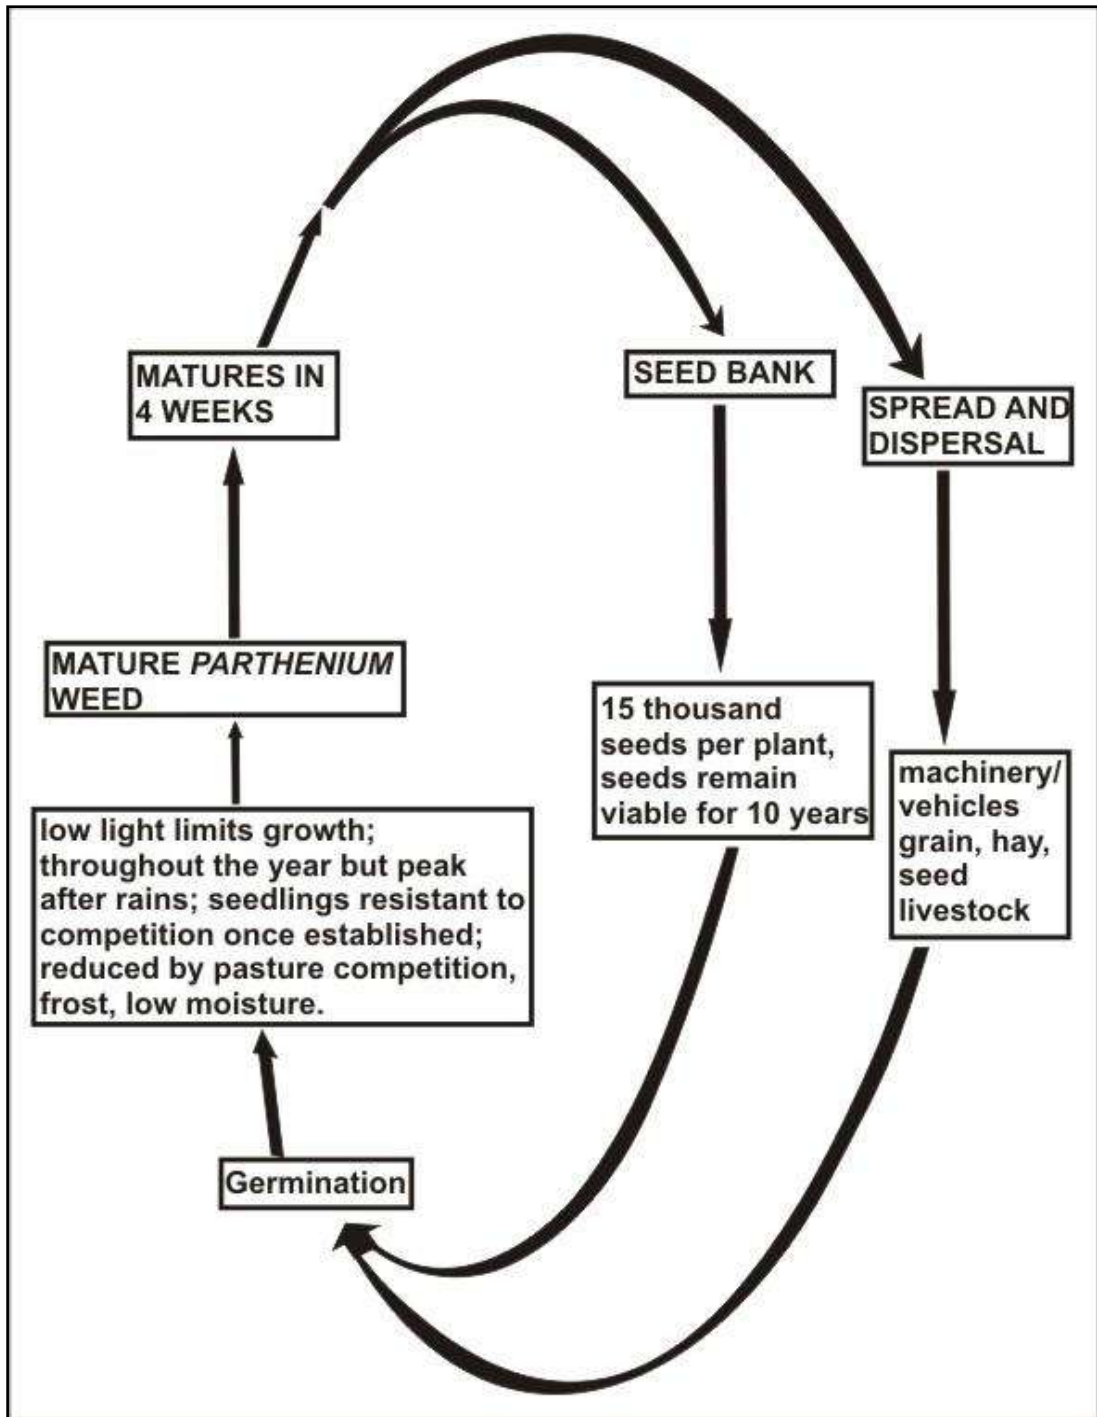 MATURES IN
4 WEEKS
SEED BANK
SPREAD AND
DISPERSAL
MATURE PARTHENIUM
WEED
15 thousand
seeds per plant,
seeds remain
viable for 10 years
machinery/
vehicles
grain, hay,
seed
livestock
low light limits growth;
throughout the year but peak
after rains; seedlings resistant to
competition once established;
reduced by pasture competition,
frost, low moisture.
Germination